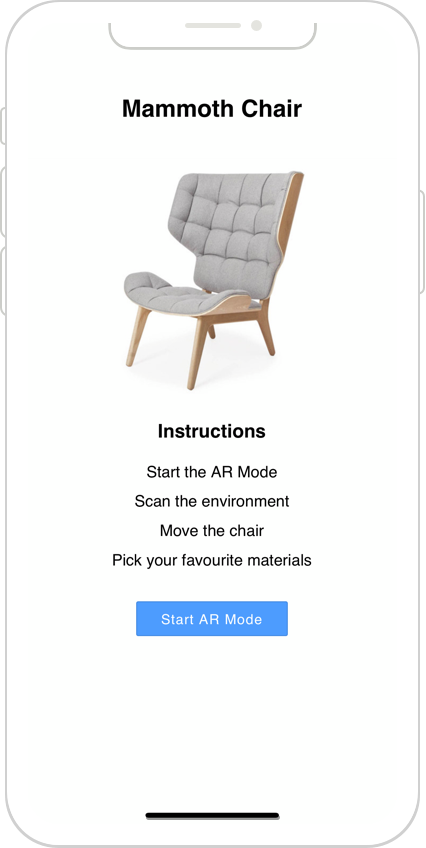 Mammoth Chair
Instructions
Start the AR Mode
Scan the environment
Move the chair
Pick your favourite materials
Start AR Mode